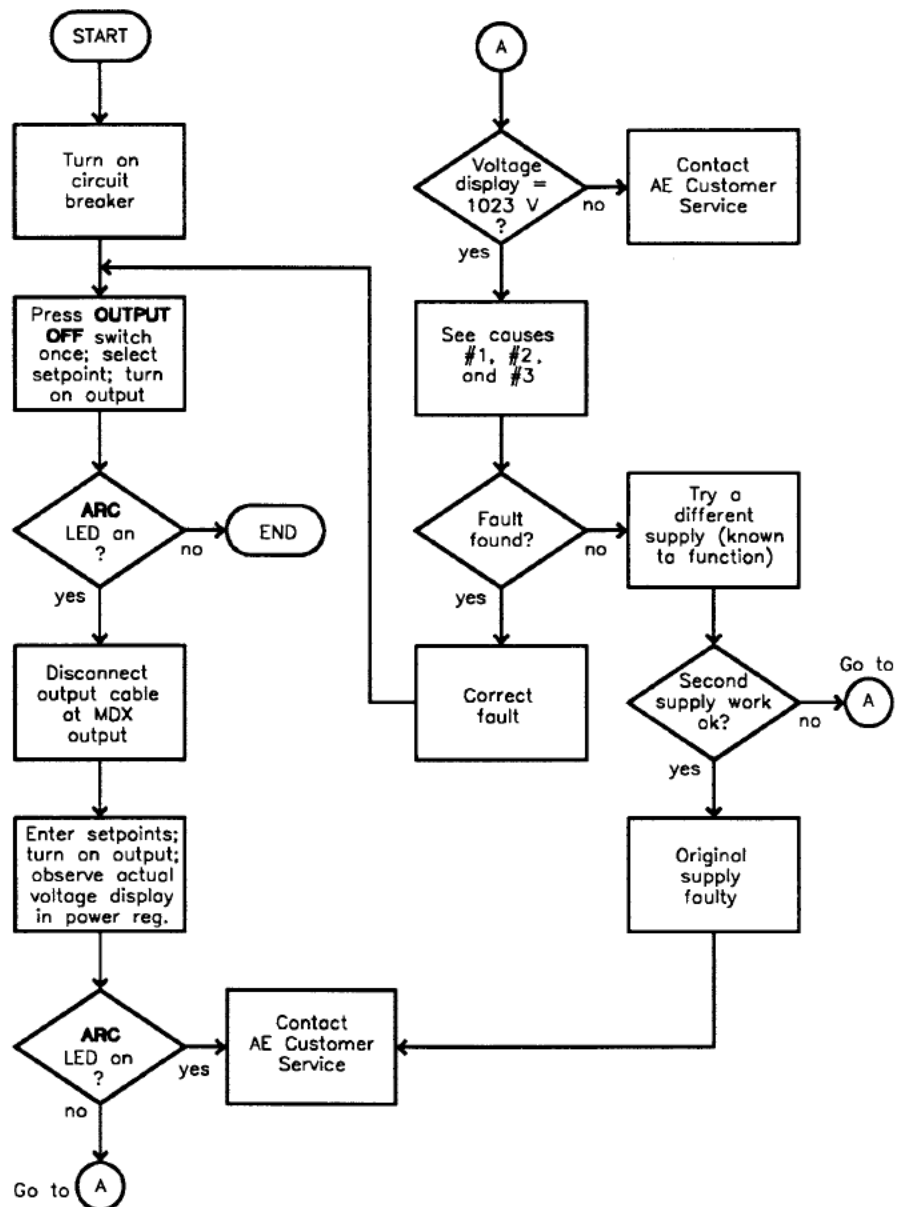 START
Turn on
circuit
breaker
Press OUTPUT
OFF switch
once; select
setpoint; turn
on output
ARC
LED on
?
no
END
yes
Disconnect
output cable
at MDX
output
Enter setpoints;
turn on output;
observe actual
voltage display
in power reg.
ARC
LED on
?
yes
Contact
AE Customer
Service
no
Go to
A
A
Voltage
display =
1023 V
?
no
Contact
AE Customer
Service
yes
See causes
#1, #2,
and #3
Fault
found?
no
Try a
different
supply (known
to function)
yes
Correct
fault
Second
supply work
ok?
no
Go to
A
yes
Original
supply
faulty